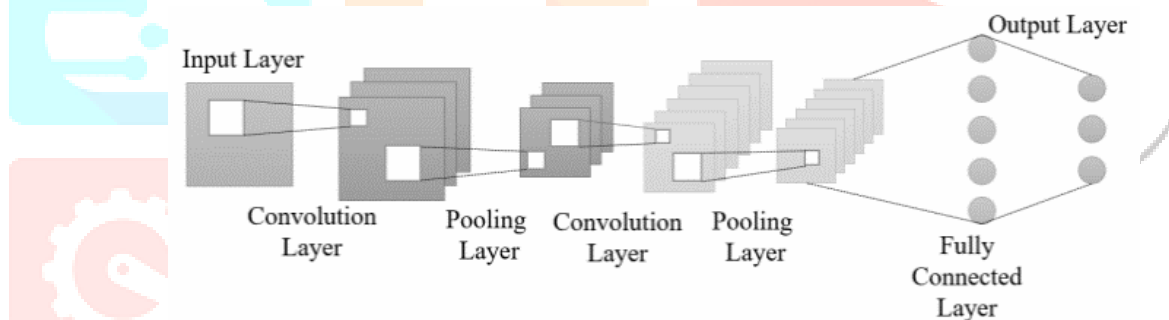 Input Layer
Output Layer
Convolution
Layer
Pooling
Layer
Convolution
Layer
Pooling
Layer
Fully
Connected
Layer